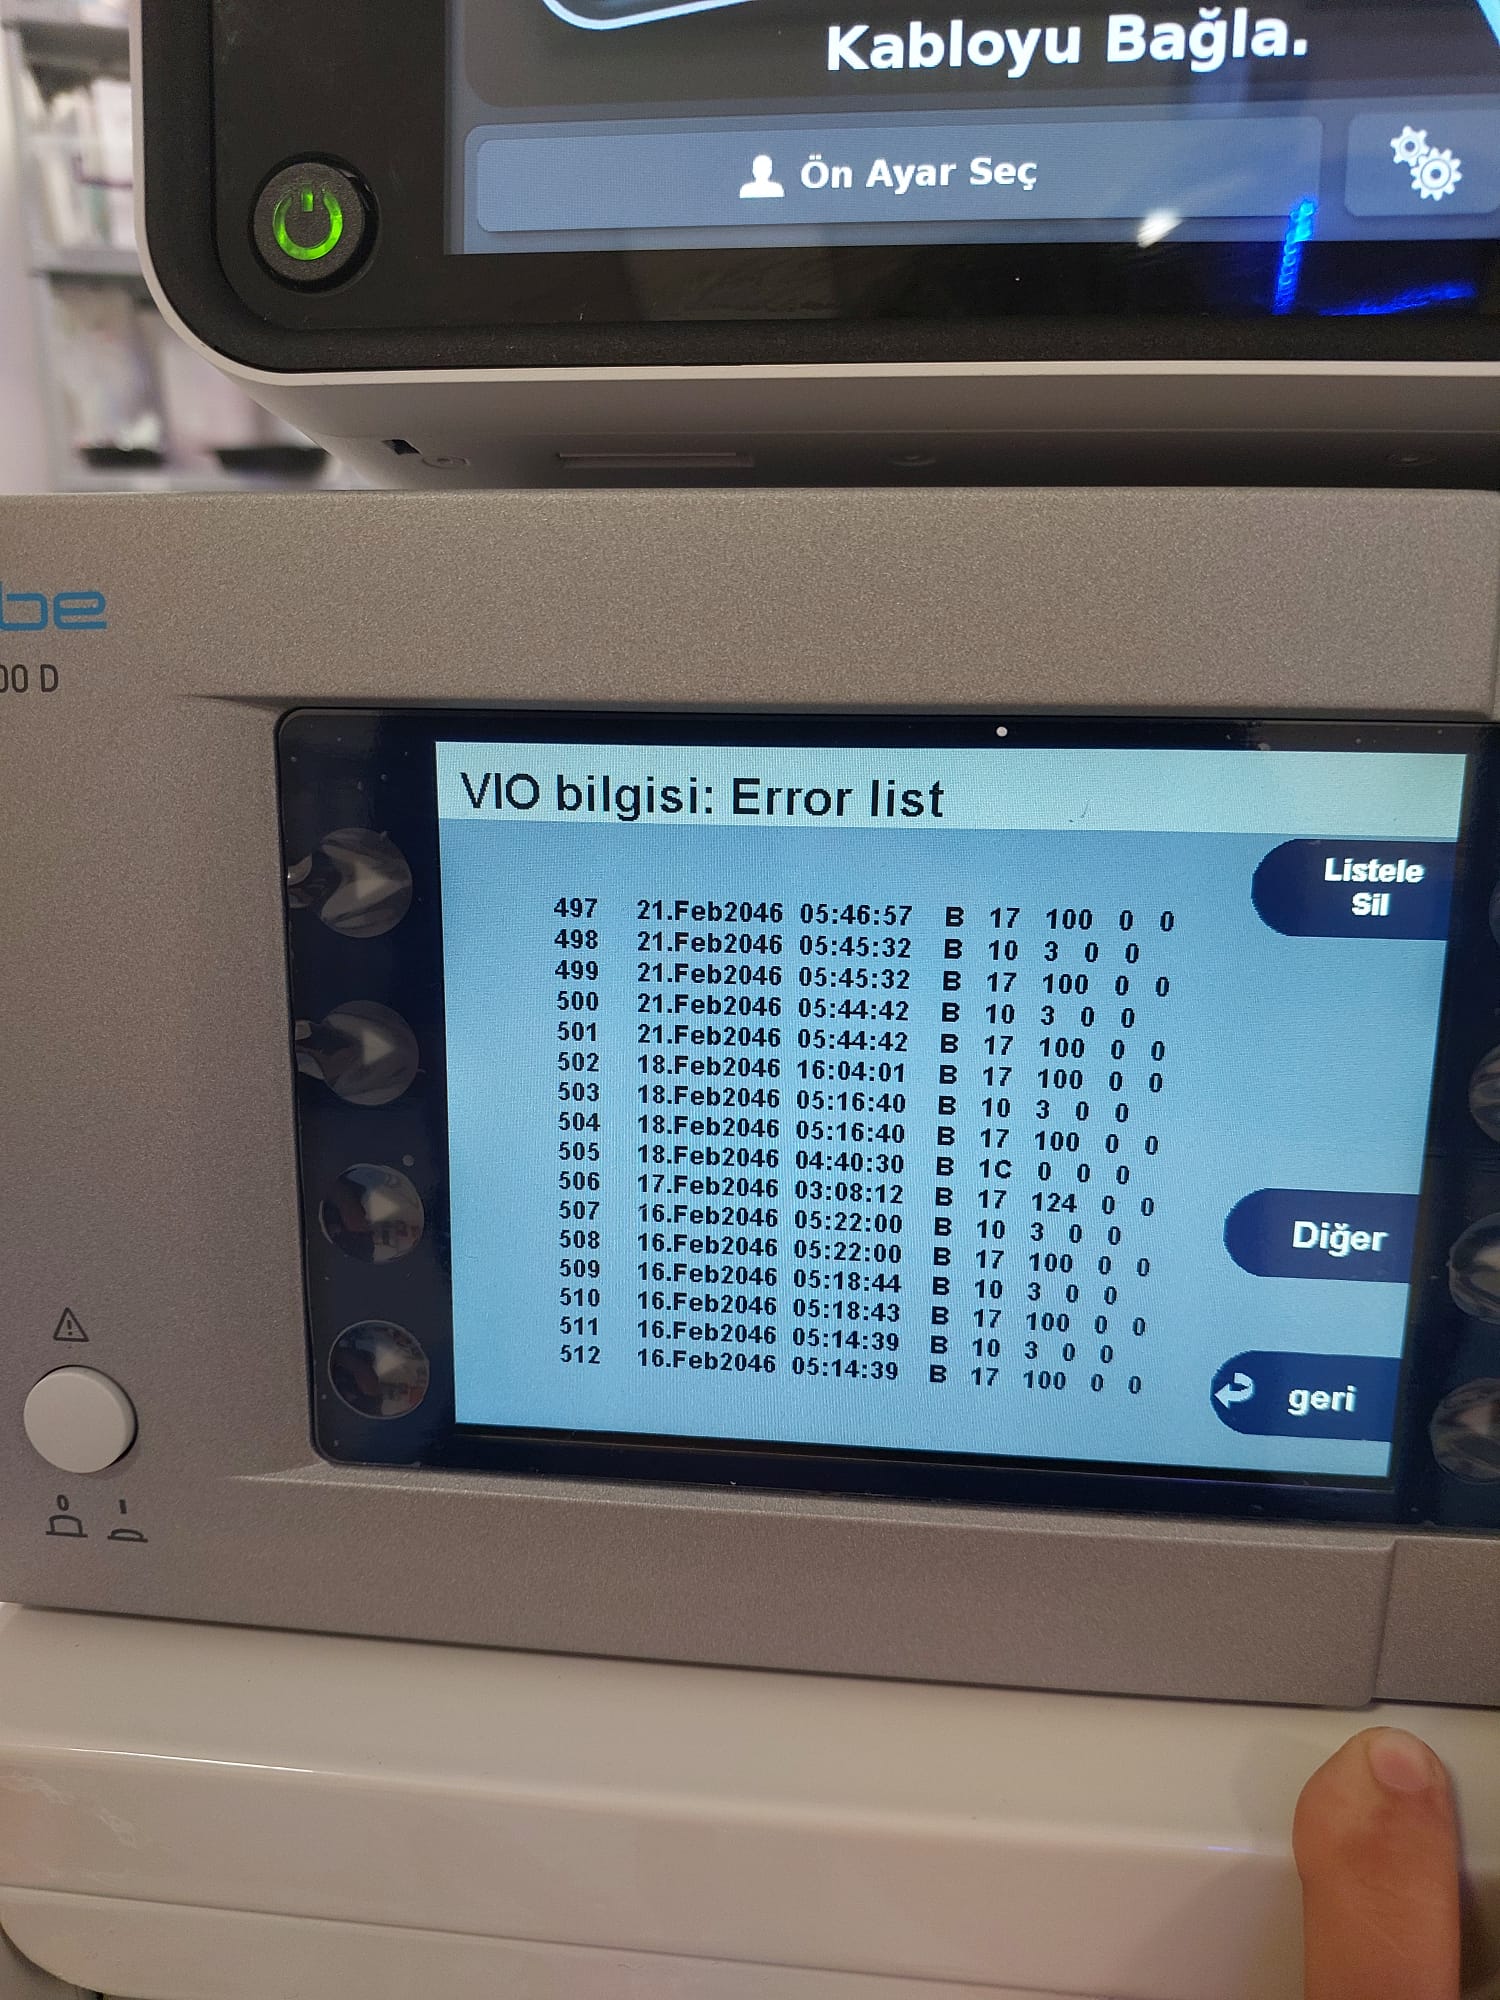 Kabloyu Bağla.
Ön Ayar Seç
be
00 D
VIO bilgisi: Error list
Listele
Sil
497 21.Feb2046 05:46:57 B 17 100 0 0
498 21.Feb2046 05:45:32 B 10 3 0 0
499 21.Feb2046 05:45:32 B 17 100 0 0
500 21.Feb2046 05:44:42 B 10 3 0 0
501 21.Feb2046 05:44:42 B 17 100 0 0
502 18.Feb2046 16:04:01 B 17 100 0 0
503 18.Feb2046 05:16:40 B 10 3 0 0
504 18.Feb2046 05:16:40 B 17 100 0 0
505 18.Feb2046 04:40:30 B 1C 0 0 0
506 17.Feb2046 03:08:12 B 17 124 0 0
507 16.Feb2046 05:22:00 B 10 3 0 0
508 16.Feb2046 05:22:00 B 17 100 0 0
509 16.Feb2046 05:18:44 B 10 3 0 0
510 16.Feb2046 05:18:43 B 17 100 0 0
511 16.Feb2046 05:14:39 B 10 3 0 0
512 16.Feb2046 05:14:39 B 17 100 0 0
Diğer
geri